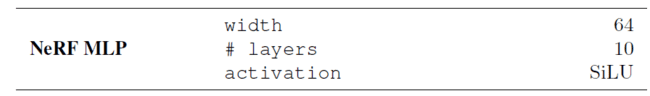 width 64
NeRF MLP # layers 10
activation SiLU